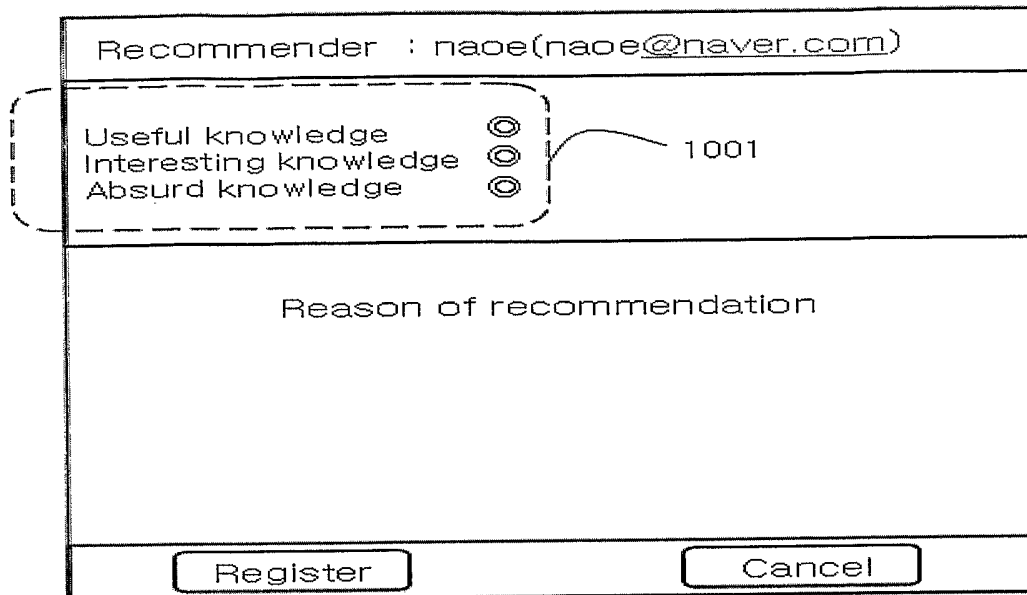 Recommender : naoe(naoe@naver.com)
Useful knowledge
Interesting knowledge
Absurd knowledge
1001
Reason of recommendation
Register
Cancel